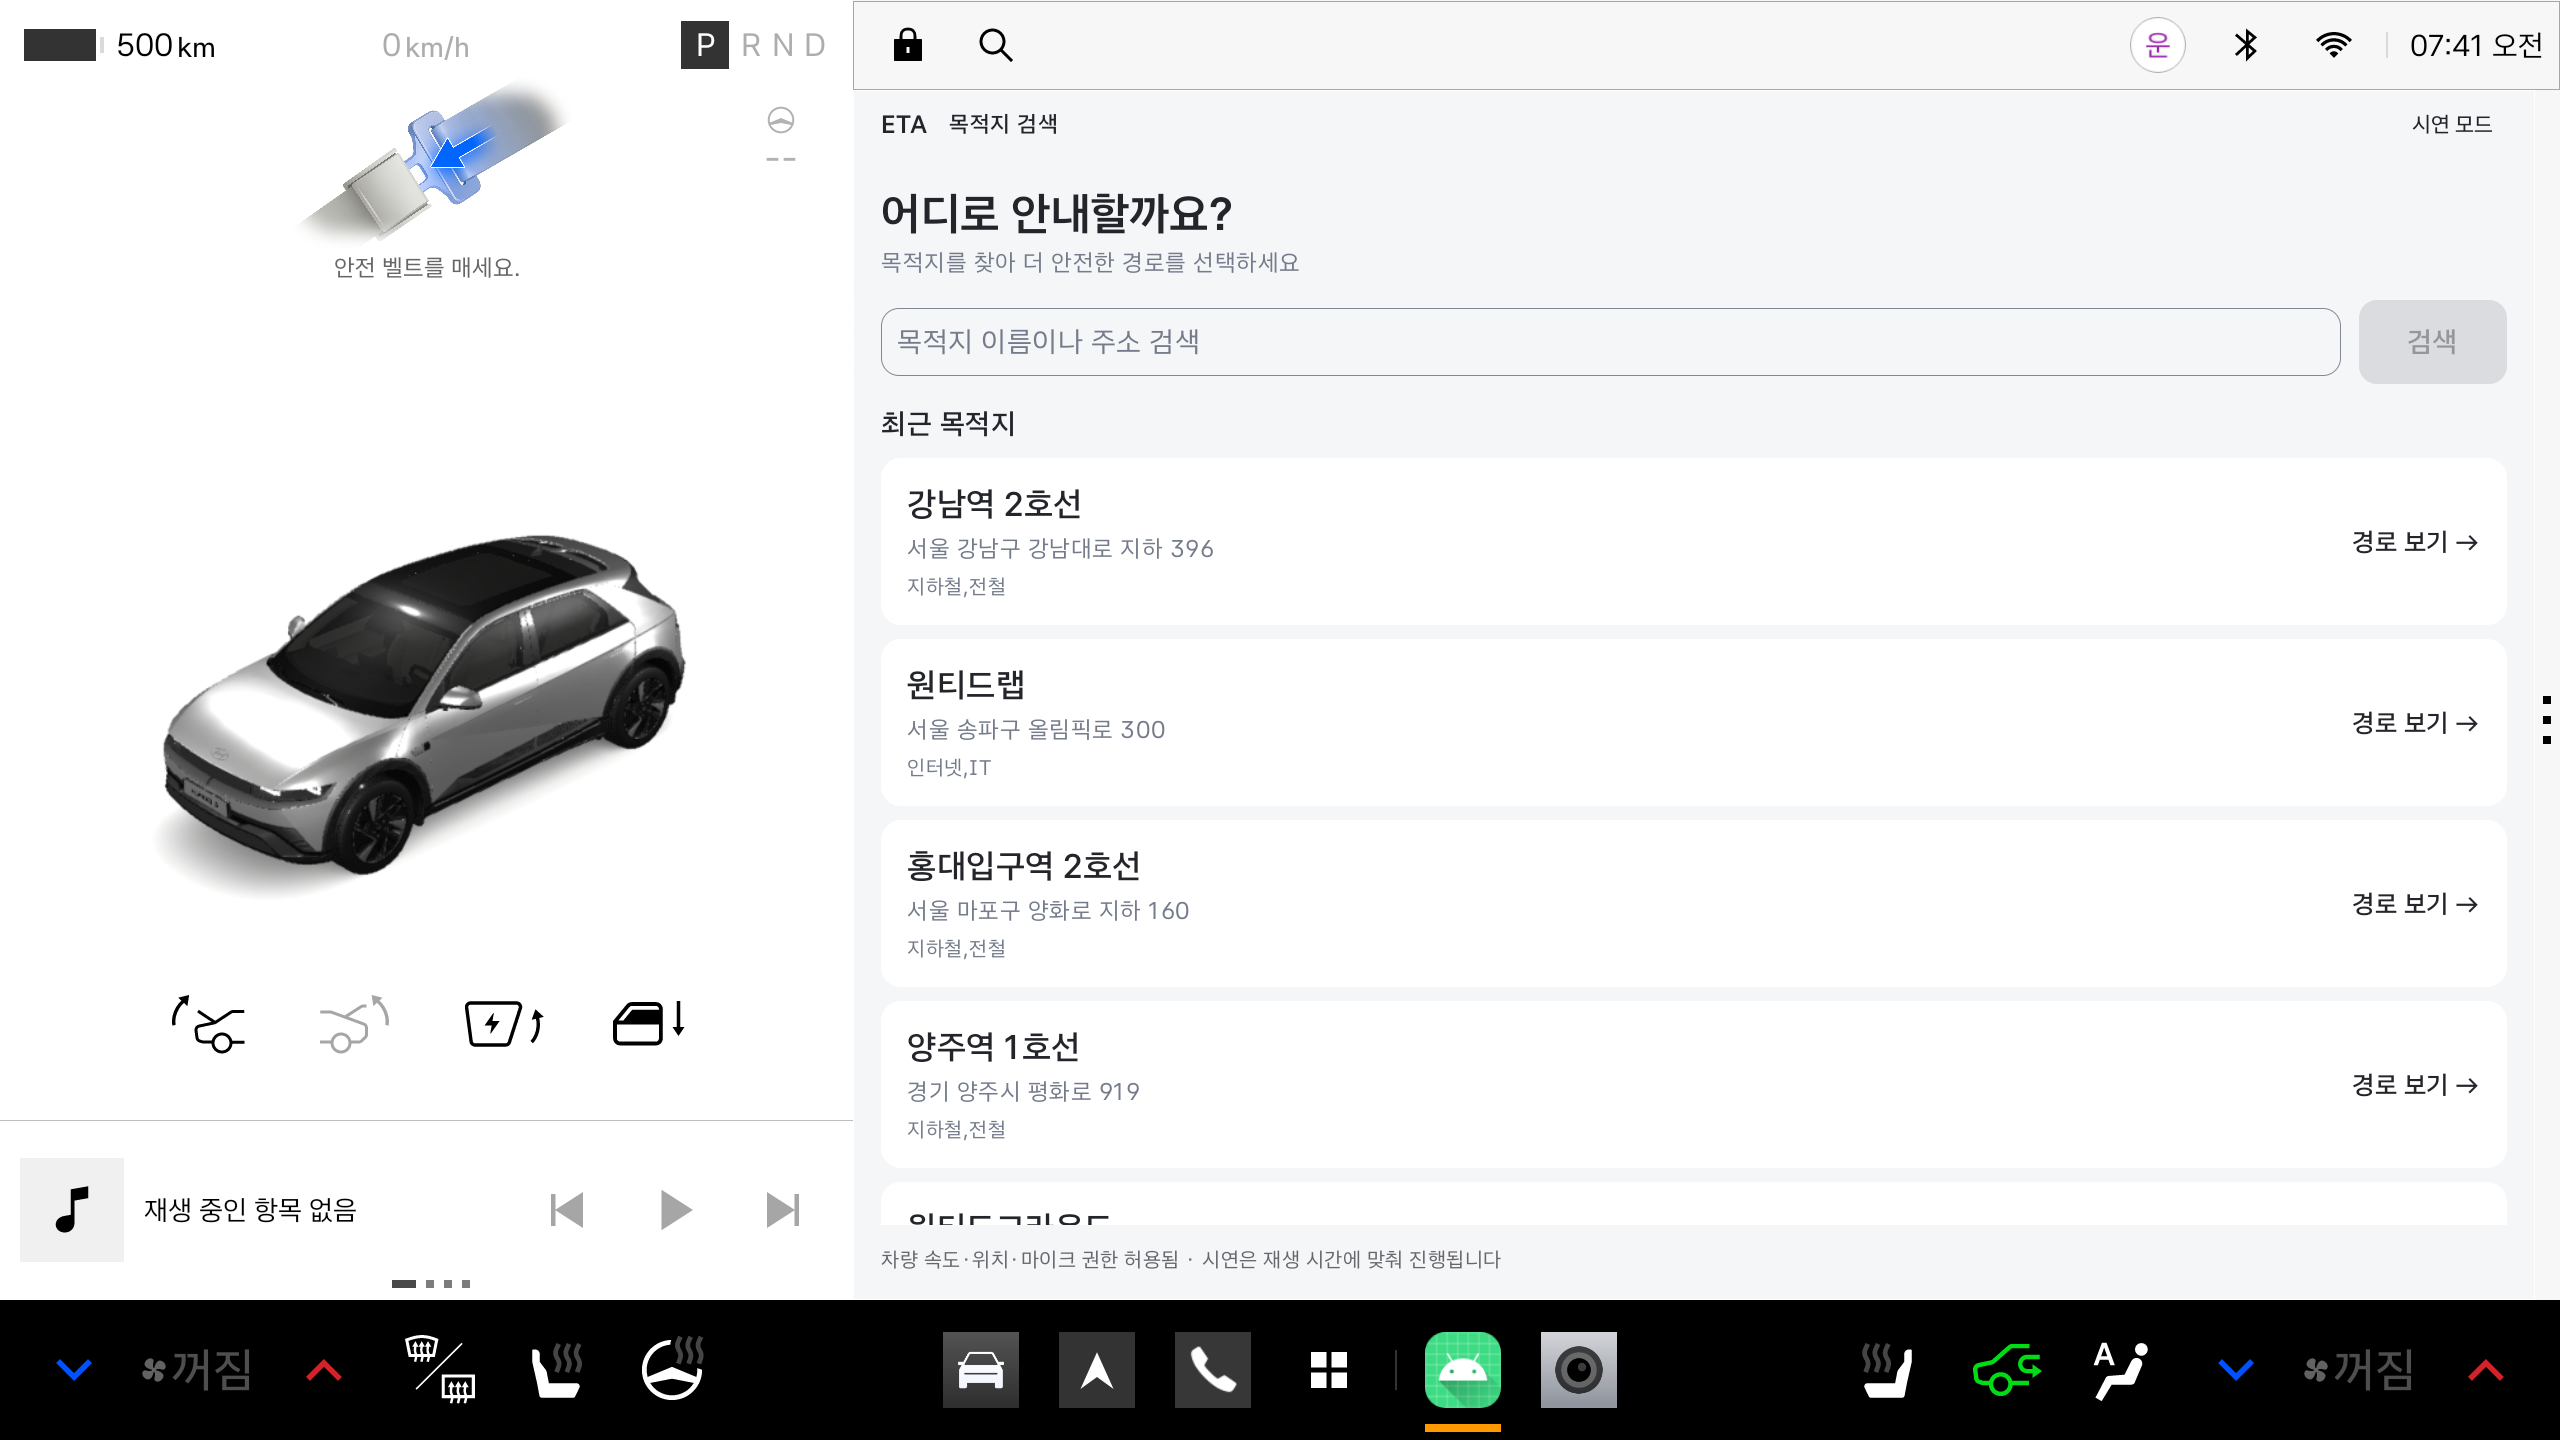 500 km
0 km/h
P R N D
안전 벨트를 매세요.
재생 중인 항목 없음
운
07:41 오전
ETA 목적지 검색
시연 모드
어디로 안내할까요?
목적지를 찾아 더 안전한 경로를 선택하세요
목적지 이름이나 주소 검색
검색
최근 목적지
강남역 2호선
서울 강남구 강남대로 지하 396
지하철,전철
경로 보기 →
원티드랩
서울 송파구 올림픽로 300
인터넷,IT
경로 보기 →
홍대입구역 2호선
서울 마포구 양화로 지하 160
지하철,전철
경로 보기 →
양주역 1호선
경기 양주시 평화로 919
지하철,전철
경로 보기 →
차량 속도·위치·마이크 권한 허용됨 · 시연은 재생 시간에 맞춰 진행됩니다
꺼짐
A
꺼짐